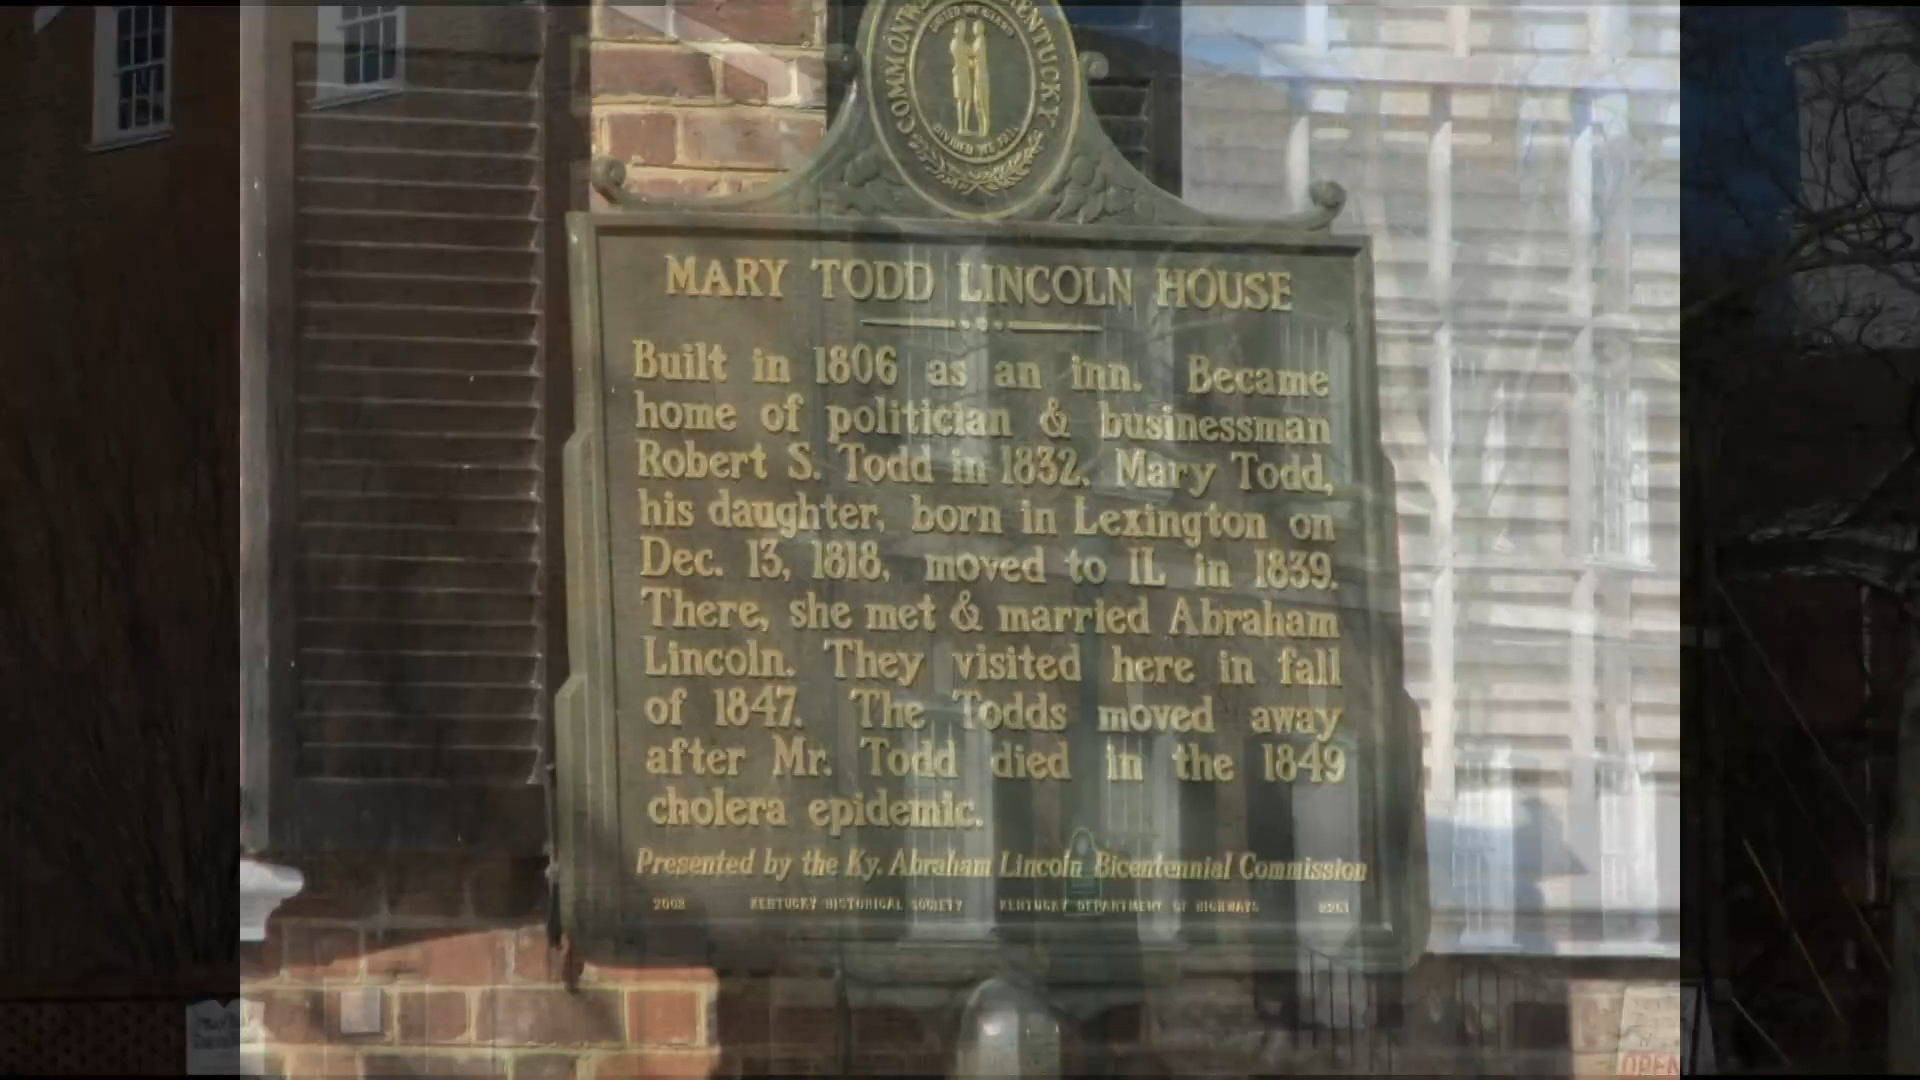 COMMONWEALTH OF KENTUCKY
UNITED WE STAND
DIVIDED WE FALL
MARY TODD LINCOLN HOUSE
Built in 1806 as an inn. Became
home of politician & businessman
Robert S. Todd in 1832. Mary Todd,
his daughter, born in Lexington on
Dec. 13, 1818, moved to IL in 1839.
There, she met & married Abraham
Lincoln. They visited here in fall
of 1847. The Todds moved away
after Mr. Todd died in the 1849
cholera epidemic.
Presented by the Ky. Abraham Lincoln Bicentennial Commission
2008 KENTUCKY HISTORICAL SOCIETY KENTUCKY DEPARTMENT OF HIGHWAYS
OPEN